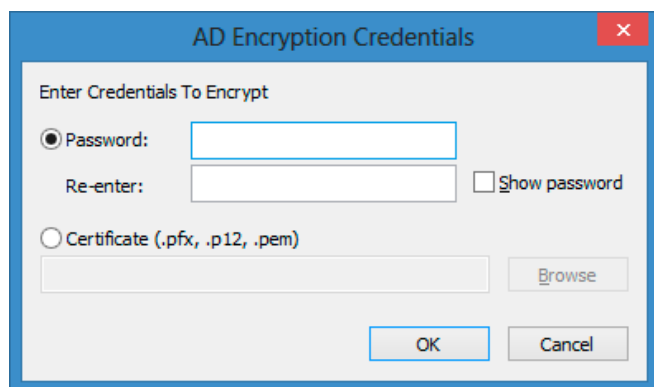 AD Encryption Credentials
Enter Credentials To Encrypt
Password:
Re-enter:
Show password
Certificate (.pfx, .p12, .pem)
Browse
OK
Cancel